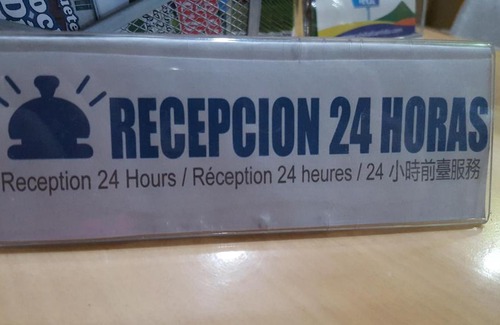 RECEPCION 24 HORAS
Reception 24 Hours / Réception 24 heures / 24 小時前臺服務